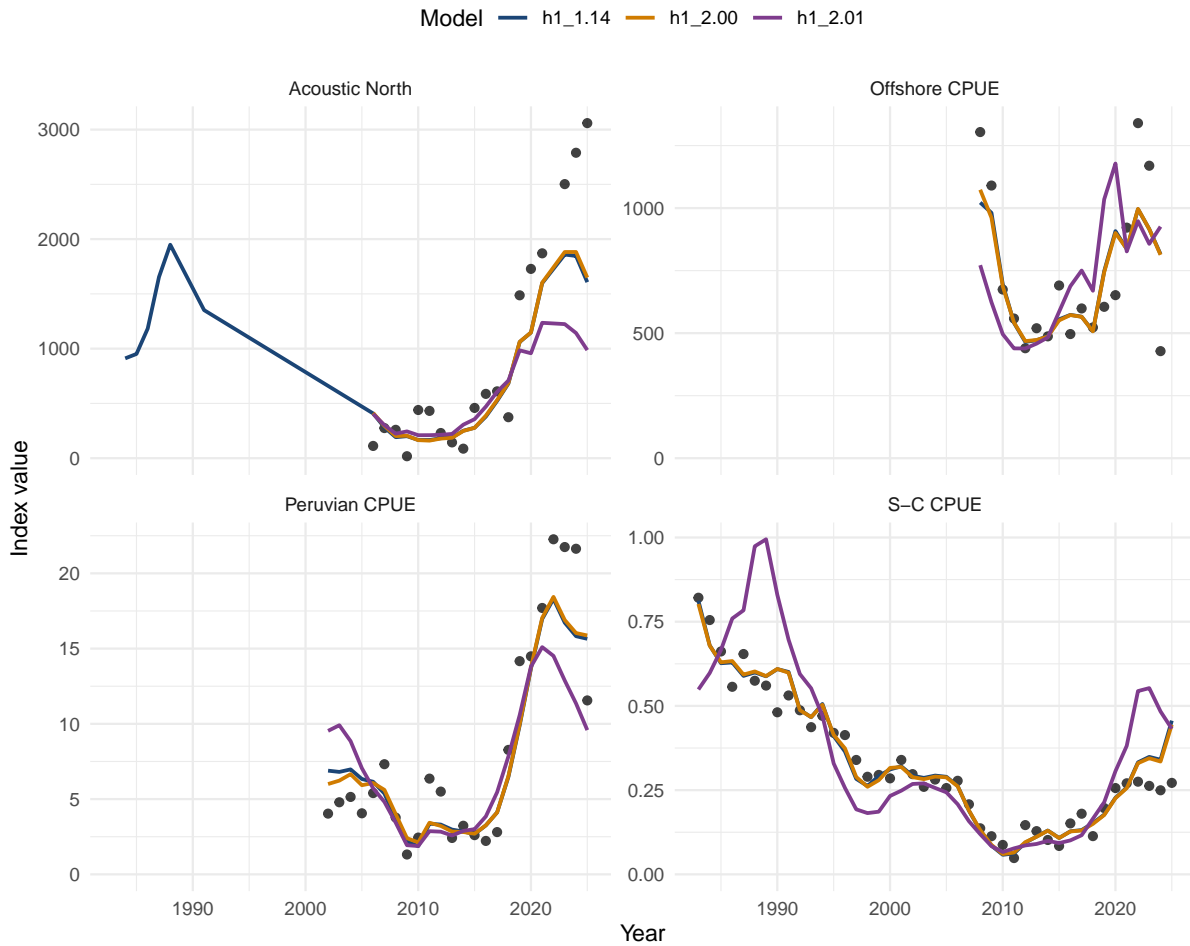 Model h1_1.14 h1_2.00 h1_2.01
Acoustic North
Offshore CPUE
3000
2000
1000
0
1000
500
0
Peruvian CPUE
S−C CPUE
20
15
10
5
0
1.00
0.75
0.50
0.25
0.00
1990 2000 2010 2020
1990 2000 2010 2020
Index value
Year